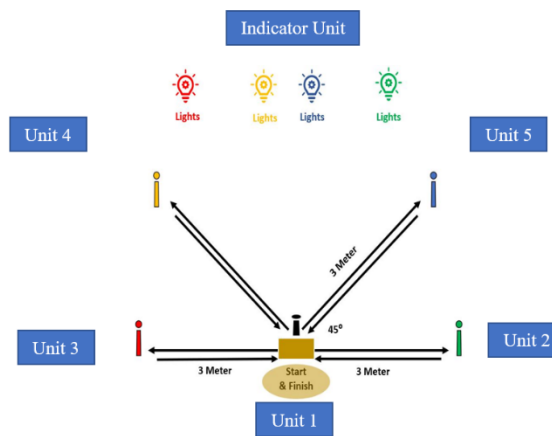 Indicator Unit
Lights
Lights
Lights
Lights
Unit 4
Unit 5
3 Meter
45⁰
Unit 3
Unit 2
3 Meter
3 Meter
Start
& Finish
Unit 1